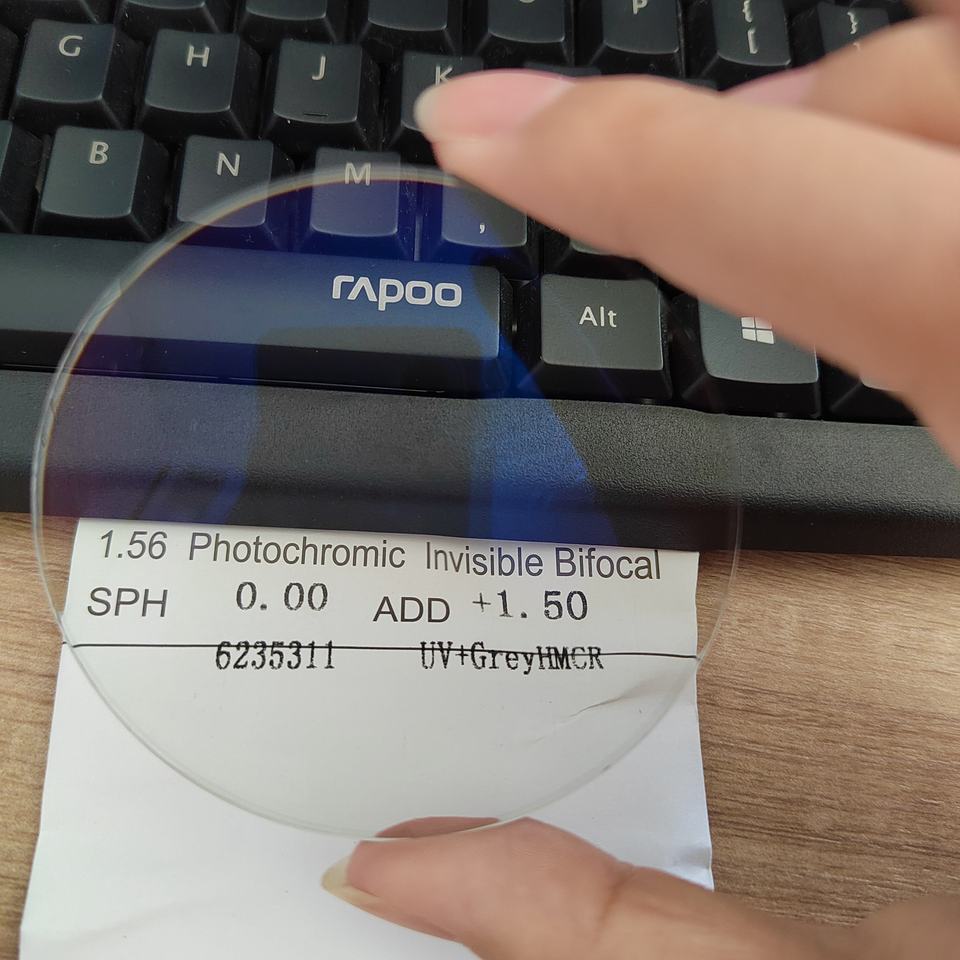 P { }
[
G H J K
B N M ,
rapoo
Alt
1.56 Photochromic Invisible Bifocal
SPH 0.00 ADD +1.50
6235311 UV+GreyHMCR